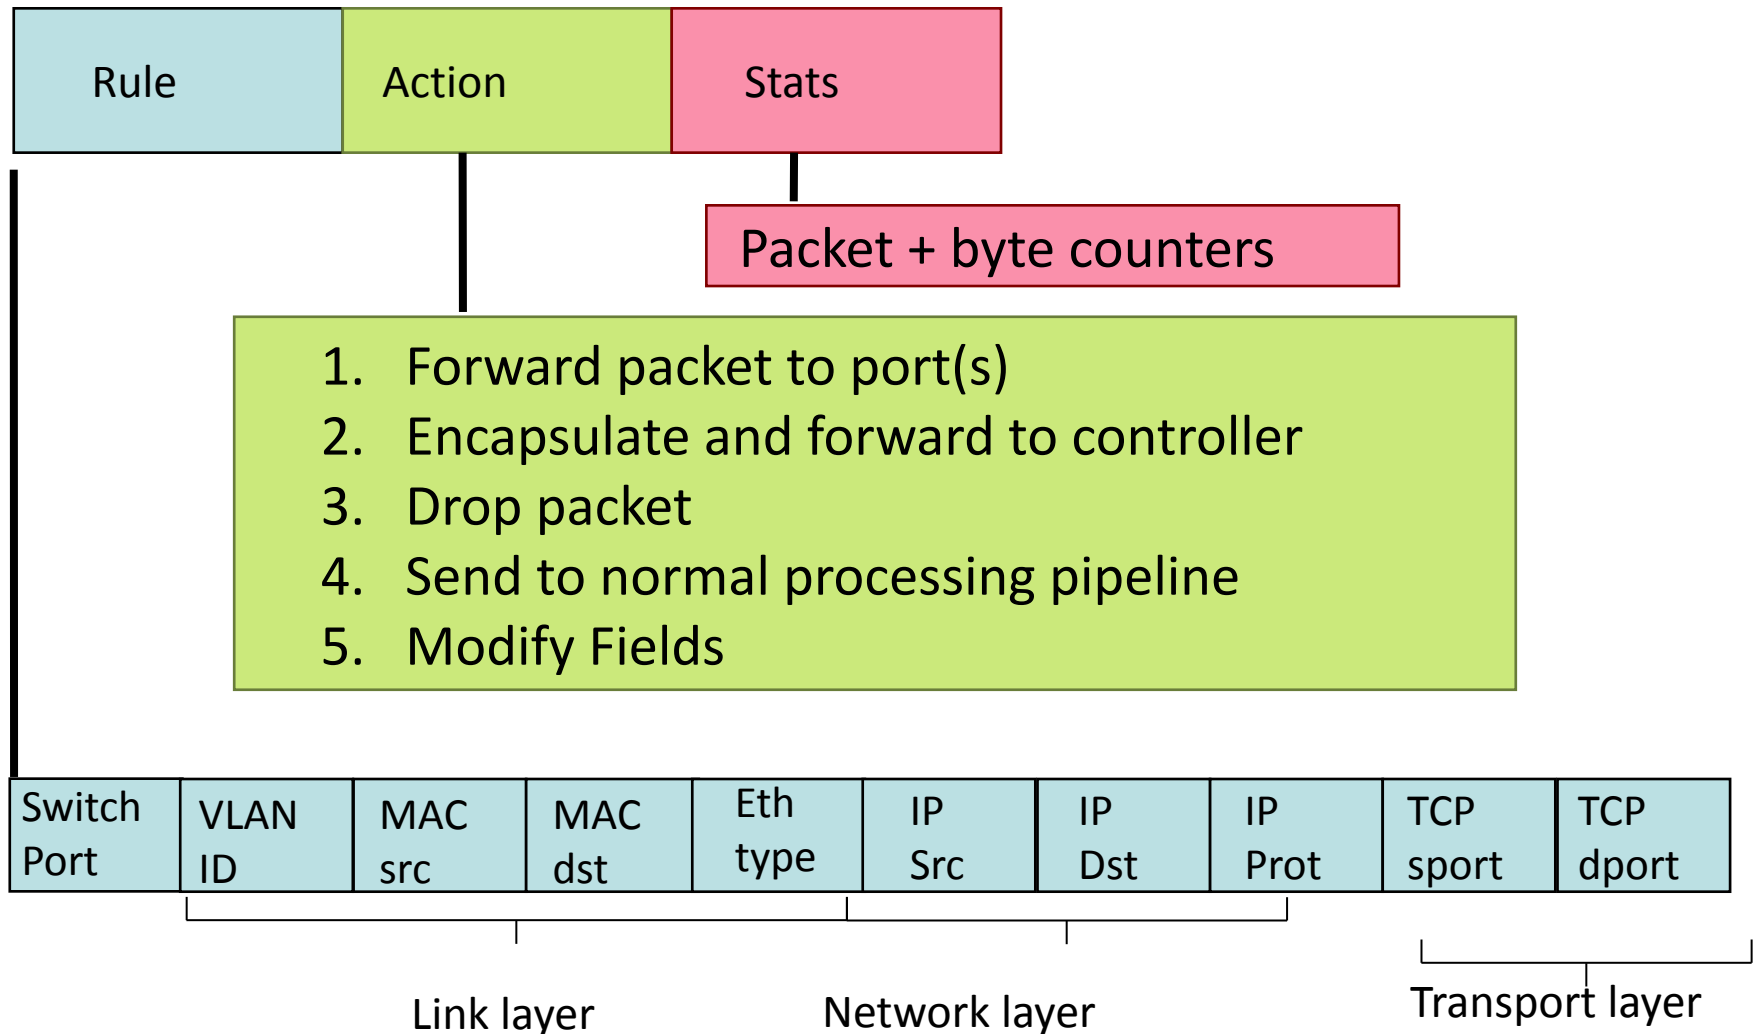 Rule
Action
Stats
Packet + byte counters
1. Forward packet to port(s)
2. Encapsulate and forward to controller
3. Drop packet
4. Send to normal processing pipeline
5. Modify Fields
Switch
Port
VLAN
ID
MAC
src
MAC
dst
Eth
type
IP
Src
IP
Dst
IP
Prot
TCP
sport
TCP
dport
Link layer
Network layer
Transport layer